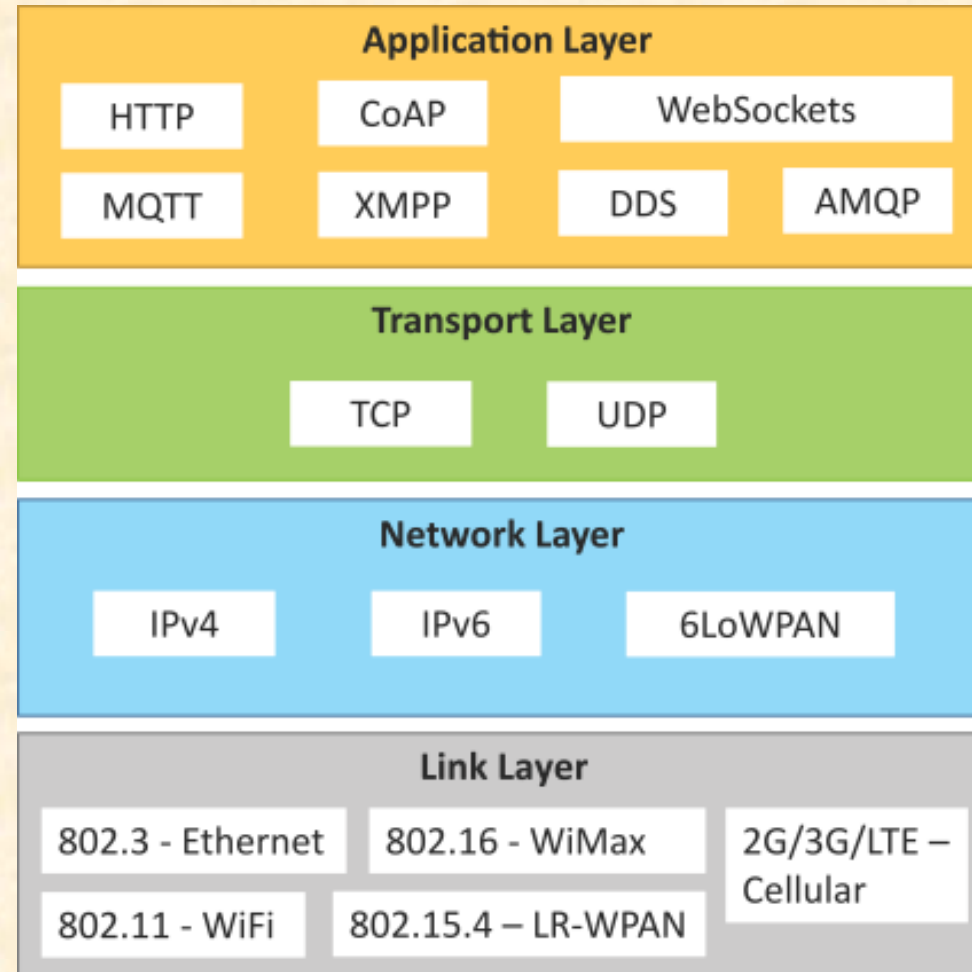 Application Layer
HTTP
CoAP
WebSockets
MQTT
XMPP
DDS
AMQP
Transport Layer
TCP
UDP
Network Layer
IPv4
IPv6
6LoWPAN
Link Layer
802.3 - Ethernet
802.16 - WiMax
2G/3G/LTE –
Cellular
802.11 - WiFi
802.15.4 – LR-WPAN